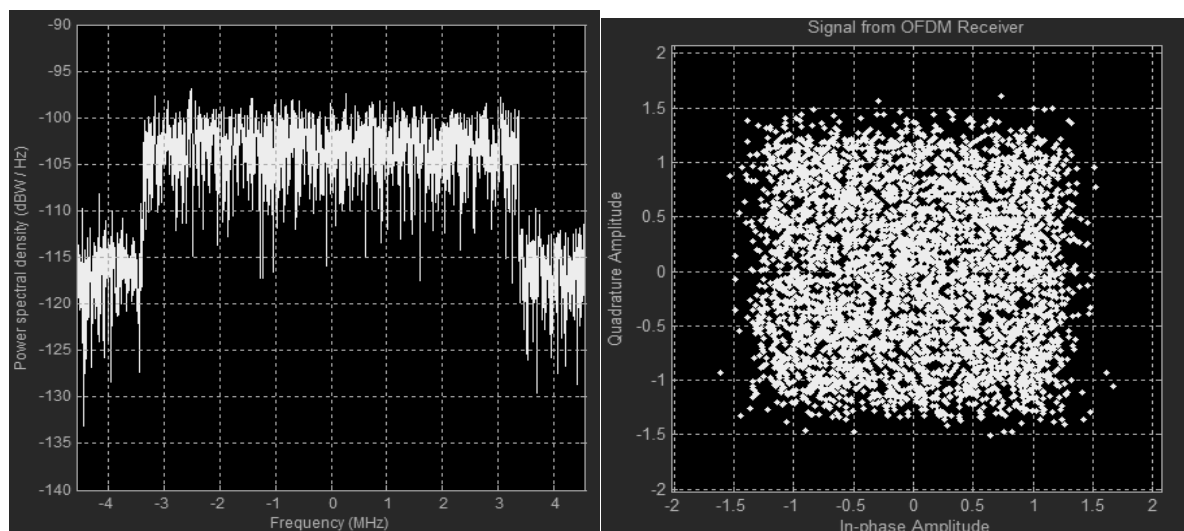 -90
-95
-100
-105
-110
-115
-120
-125
-130
-135
-140
Power spectral density (dBW / Hz)
-4 -3 -2 -1 0 1 2 3 4
Frequency (MHz)
Signal from OFDM Receiver
2
1.5
1
0.5
0
-0.5
-1
-1.5
-2
Quadrature Amplitude
-2 -1.5 -1 -0.5 0 0.5 1 1.5 2
In-phase Amplitude